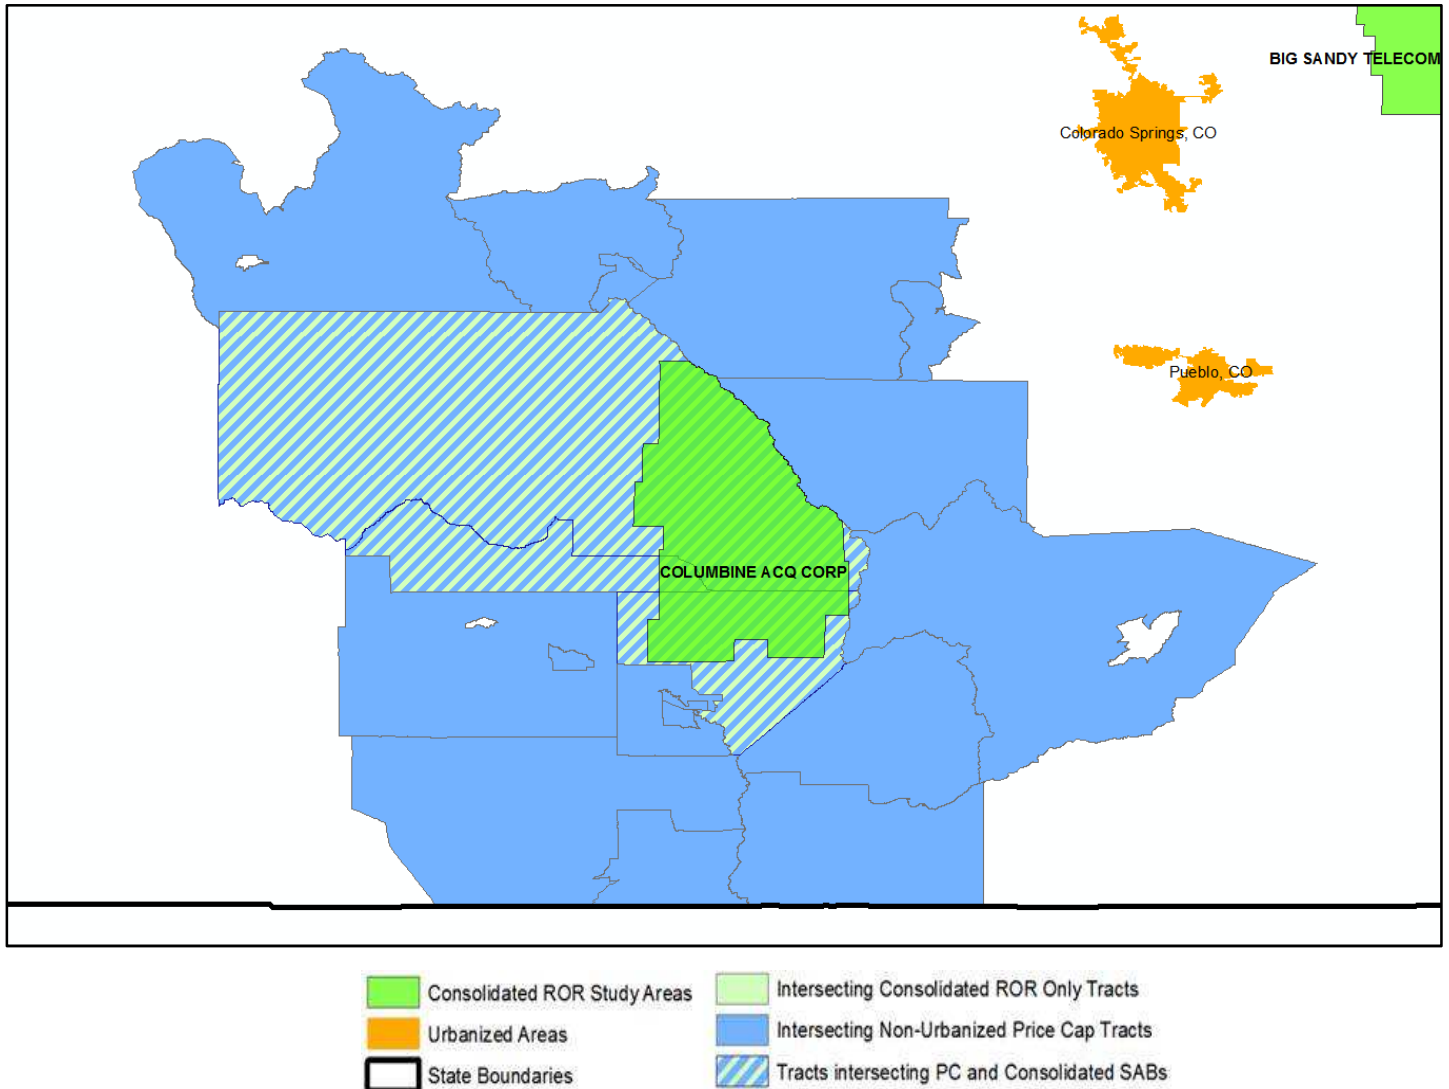 BIG SANDY TELECOM
Colorado Springs, CO
Pueblo, CO
COLUMBINE ACQ CORP
Consolidated ROR Study Areas
Urbanized Areas
State Boundaries
Intersecting Consolidated ROR Only Tracts
Intersecting Non-Urbanized Price Cap Tracts
Tracts intersecting PC and Consolidated SABs